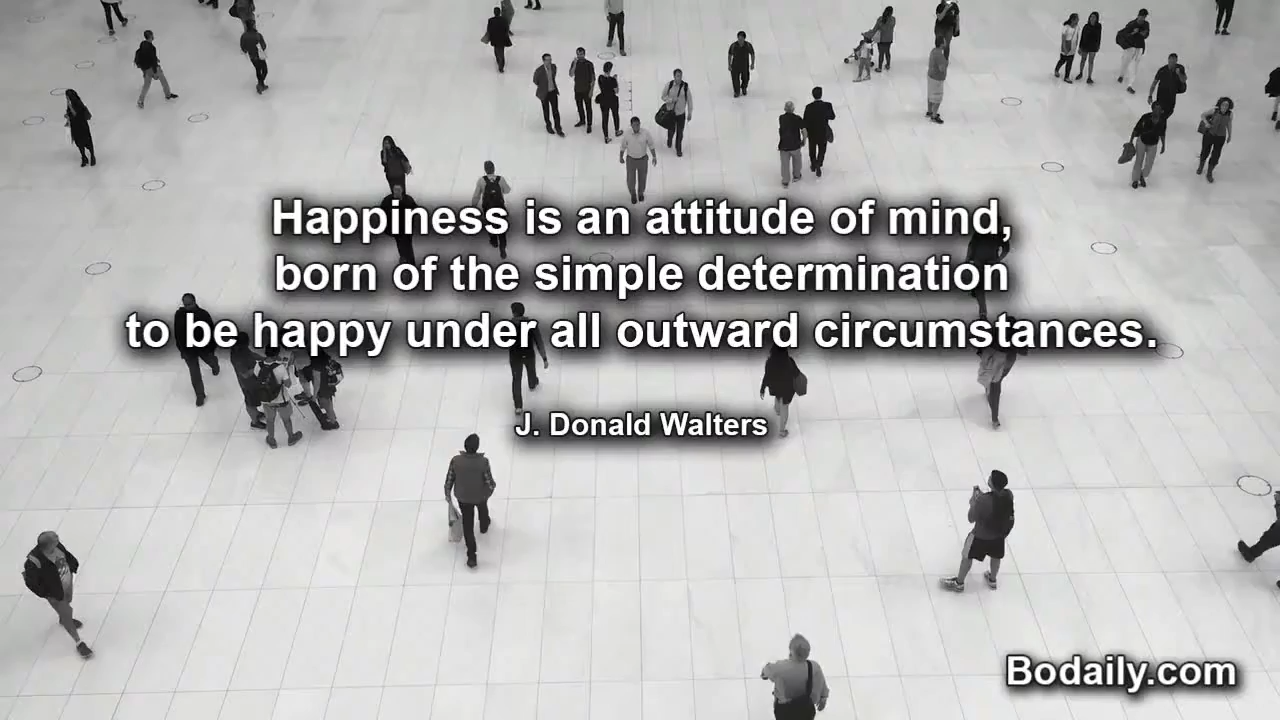 Happiness is an attitude of mind,
born of the simple determination
to be happy under all outward circumstances.
J. Donald Walters
Bodaily.com